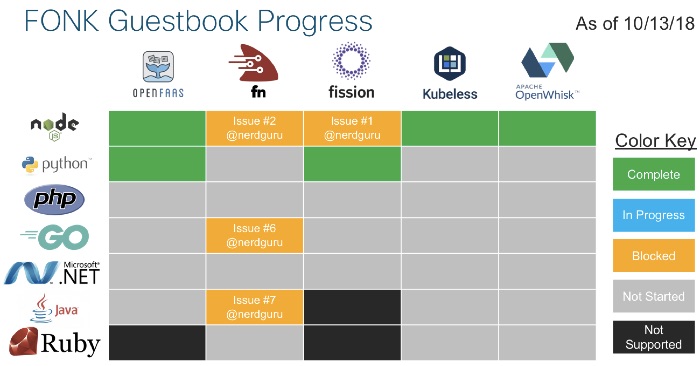 FONK Guestbook Progress
As of 10/13/18
OPENFAAS
fn
fission
Kubeless
APACHE
OpenWhisk™
node
JS
Issue #2
@nerdguru
Issue #1
@nerdguru
python™
php
GO
Issue #6
@nerdguru
Microsoft®
.NET
Java
Issue #7
@nerdguru
Ruby
Color Key
Complete
In Progress
Blocked
Not Started
Not
Supported